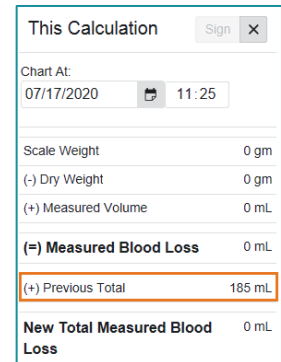 This Calculation Sign X
Chart At:
07/17/2020 11:25
Scale Weight 0 gm
(-) Dry Weight 0 gm
(+) Measured Volume 0 mL
(=) Measured Blood Loss 0 mL
(+) Previous Total 185 mL
New Total Measured Blood 0 mL
Loss